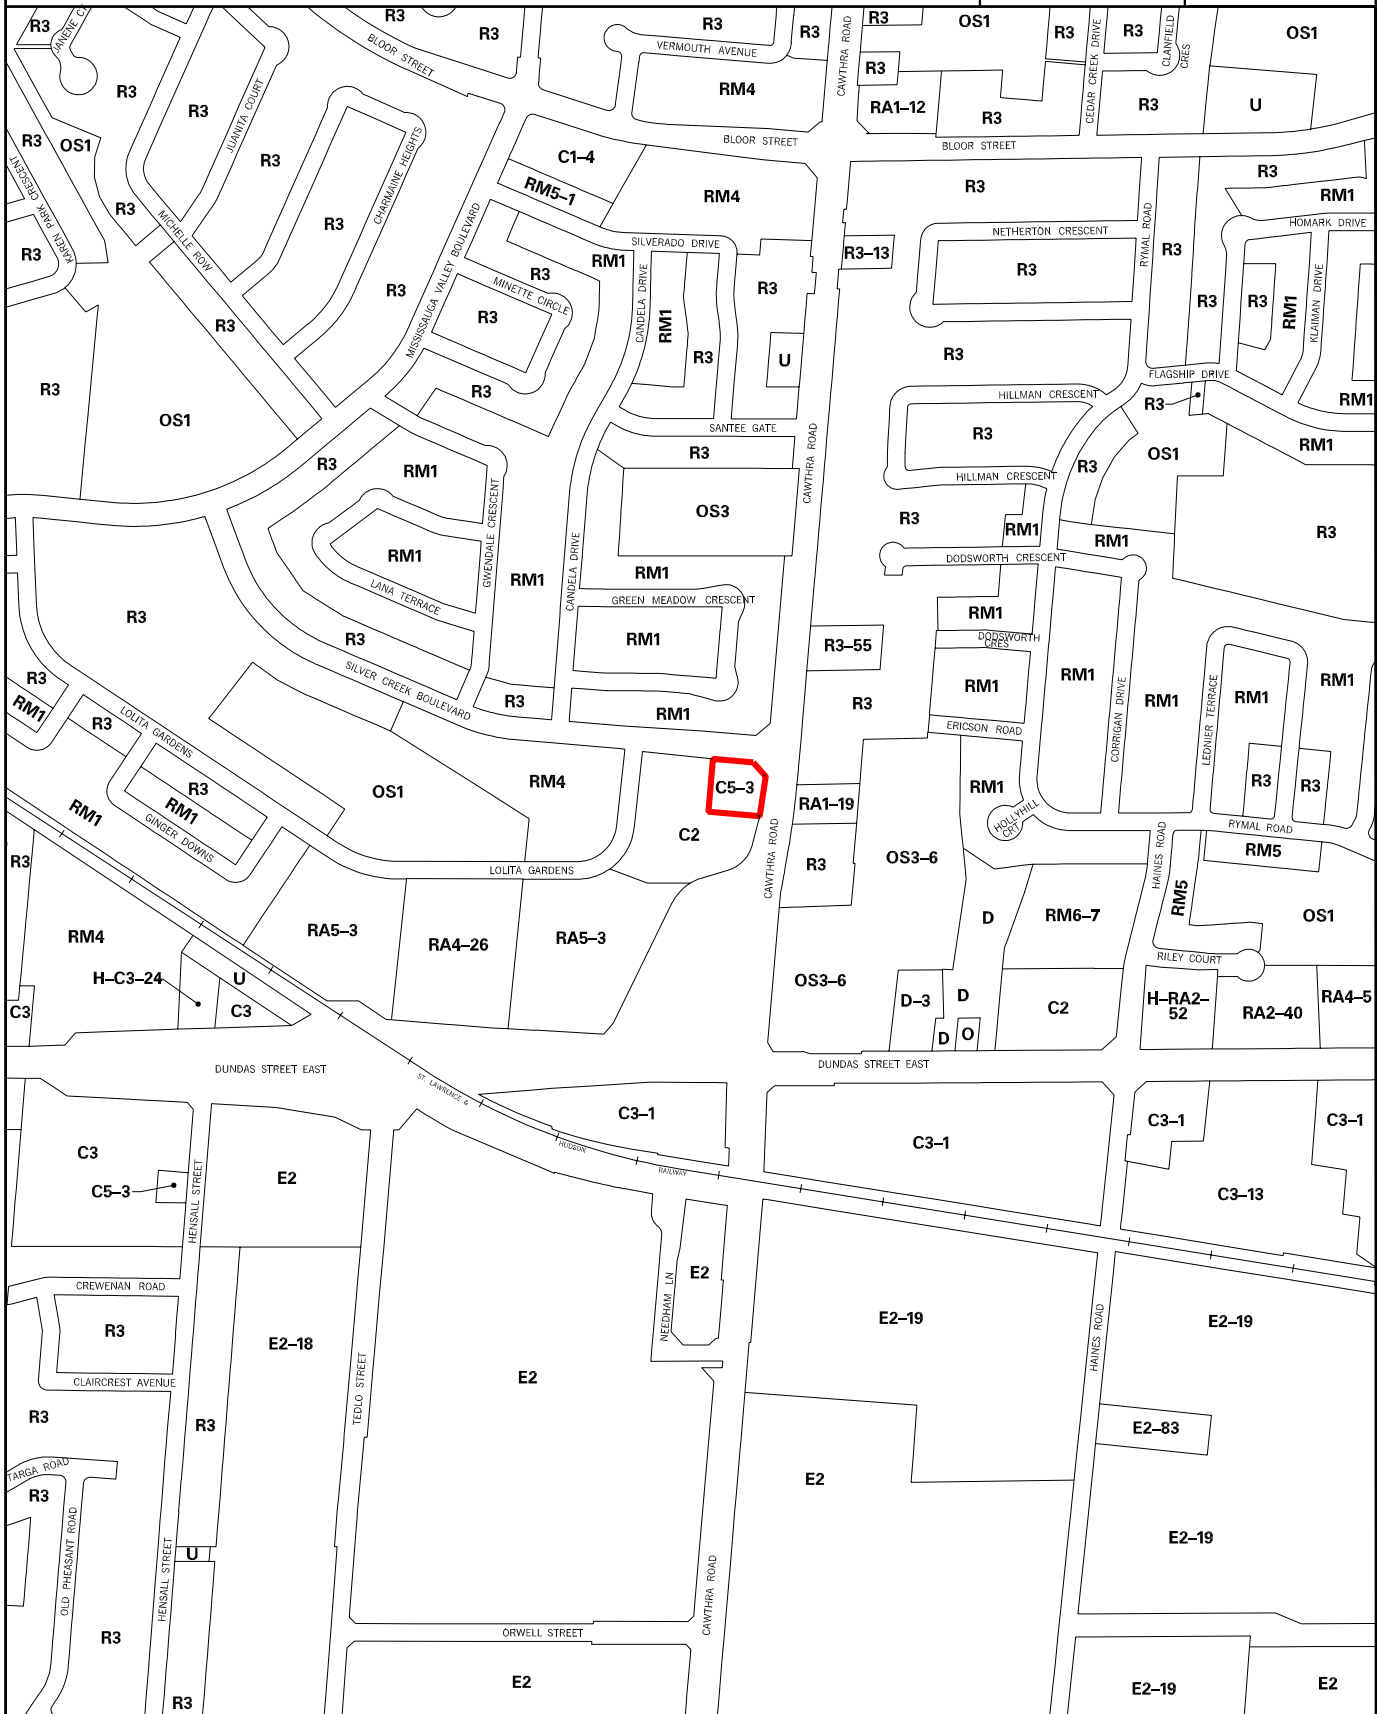 R3
JANENE C
R3
R3
BLOOR STREET
R3
VERMOUTH AVENUE
R3
CAWTHRA ROAD
R3
OS1
R3
CEDAR CREEK DRIVE
R3
CLANFIELD
CRES
OS1
R3
R3
JUANITA COURT
RM4
R3
RA1–12
R3
R3
U
R3
KAREN PARK CRESCENT
OS1
R3
CHARMAINE HEIGHTS
C1–4
BLOOR STREET
BLOOR STREET
RM5–1
RM4
R3
R3
RM1
R3
MICHELLE ROW
R3
MISSISSAUGA VALLEY BOULEVARD
SILVERADO DRIVE
NETHERTON CRESCENT
RYMAL ROAD
HOMARK DRIVE
R3
R3
RM1
R3–13
R3
R3
R3
MINETTE CIRCLE
R3
R3
R3
RM1
KLAIMAN DRIVE
R3
R3
CANDELA DRIVE
RM1
R3
U
R3
FLAGSHIP DRIVE
R3
R3
OS1
R3
HILLMAN CRESCENT
R3
RM1
SANTEE GATE
CAWTHRA ROAD
R3
RM1
R3
RM1
R3
OS1
R3
HILLMAN CRESCENT
GWENDALE CRESCENT
OS3
R3
RM1
RM1
R3
RM1
LANA TERRACE
RM1
CANDELA DRIVE
RM1
DODSWORTH CRESCENT
GREEN MEADOW CRESCENT
RM1
R3
R3
RM1
R3–55
DODSWORTH
CRES
SILVER CREEK BOULEVARD
R3
RM1
RM1
CORRIGAN DRIVE
RM1
LEDNIER TERRACE
RM1
RM1
R3
RM1
R3
RM1
R3
LOLITA GARDENS
ERICSON ROAD
R3
RM1
GINGER DOWNS
RM1
OS1
RM4
C5–3
RA1–19
RM1
R3
R3
HOLLYHILL
CRT
C2
CAWTHRA ROAD
R3
OS3–6
HAINES ROAD
RYMAL ROAD
RM5
R3
LOLITA GARDENS
RM5
RM4
RA5–3
RA4–26
RA5–3
D
RM6–7
OS1
RILEY COURT
H–C3–24
U
OS3–6
C3
C3
D–3
D
D
O
C2
H–RA2–
52
RA2–40
RA4–5
DUNDAS STREET EAST
DUNDAS STREET EAST
ST. LAWRENCE &
HUDSON
RAILWAY
C3–1
C3–1
C3–1
C3–1
C3
C5–3
HENSALL STREET
E2
C3–13
E2
NEEDHAM LN
CREWENAN ROAD
R3
E2–18
E2–19
E2–19
HAINES ROAD
CLAIRCREST AVENUE
TEDLO STREET
E2
R3
R3
E2–83
TARGA ROAD
R3
E2
OLD PHEASANT ROAD
HENSALL STREET
U
E2–19
CAWTHRA ROAD
R3
ORWELL STREET
R3
E2
E2–19
E2